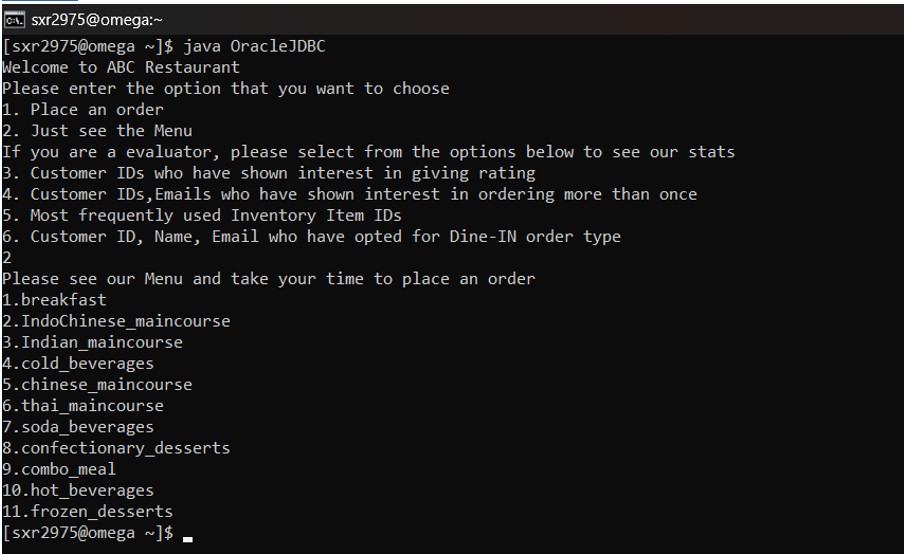 sxr2975@omega:~
[sxr2975@omega ~]$ java OracleJDBC
Welcome to ABC Restaurant
Please enter the option that you want to choose
1. Place an order
2. Just see the Menu
If you are a evaluator, please select from the options below to see our stats
3. Customer IDs who have shown interest in giving rating
4. Customer IDs,Emails who have shown interest in ordering more than once
5. Most frequently used Inventory Item IDs
6. Customer ID, Name, Email who have opted for Dine-IN order type
2
Please see our Menu and take your time to place an order
1.breakfast
2.IndoChinese_maincourse
3.Indian_maincourse
4.cold_beverages
5.chinese_maincourse
6.thai_maincourse
7.soda_beverages
8.confectionary_desserts
9.combo_meal
10.hot_beverages
11.frozen_desserts
[sxr2975@omega ~]$